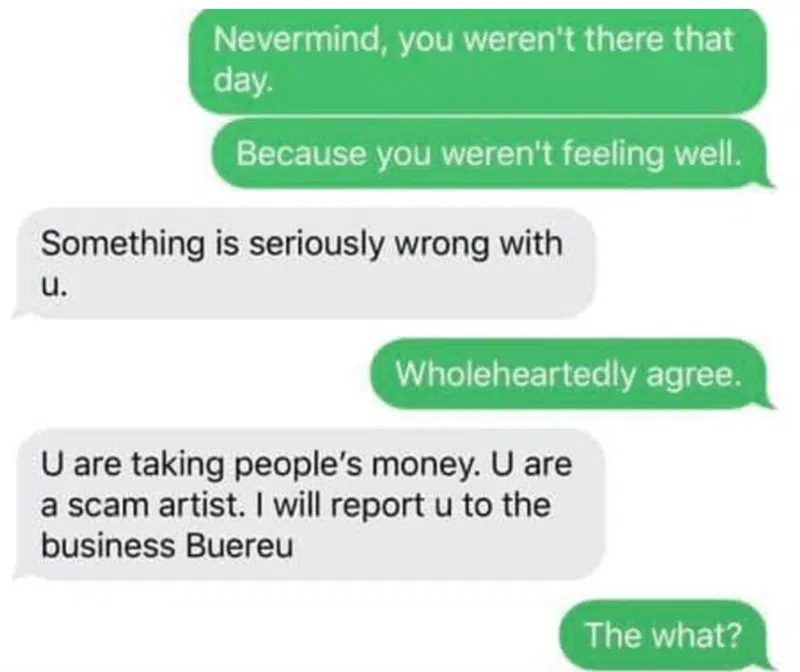 Nevermind, you weren't there that
day.
Because you weren't feeling well.
Something is seriously wrong with
u.
Wholeheartedly agree.
U are taking people’s money. U are
a scam artist. I will report u to the
business Buereu
The what?